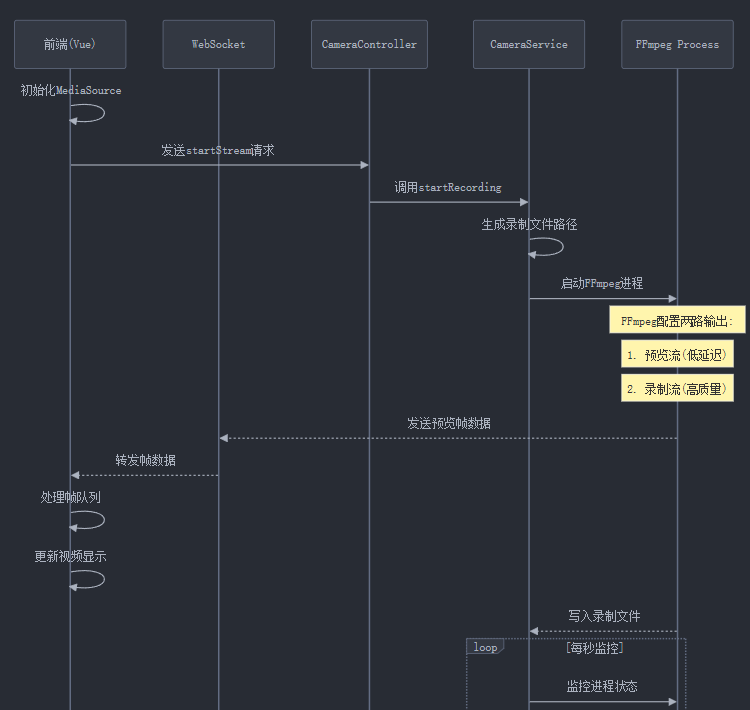 前端(Vue)
WebSocket
CameraController
CameraService
FFmpeg Process
初始化MediaSource
发送startStream请求
调用startRecording
生成录制文件路径
启动FFmpeg进程
FFmpeg配置两路输出:
1. 预览流(低延迟)
2. 录制流(高质量)
发送预览帧数据
转发帧数据
处理帧队列
更新视频显示
写入录制文件
loop
[每秒监控]
监控进程状态